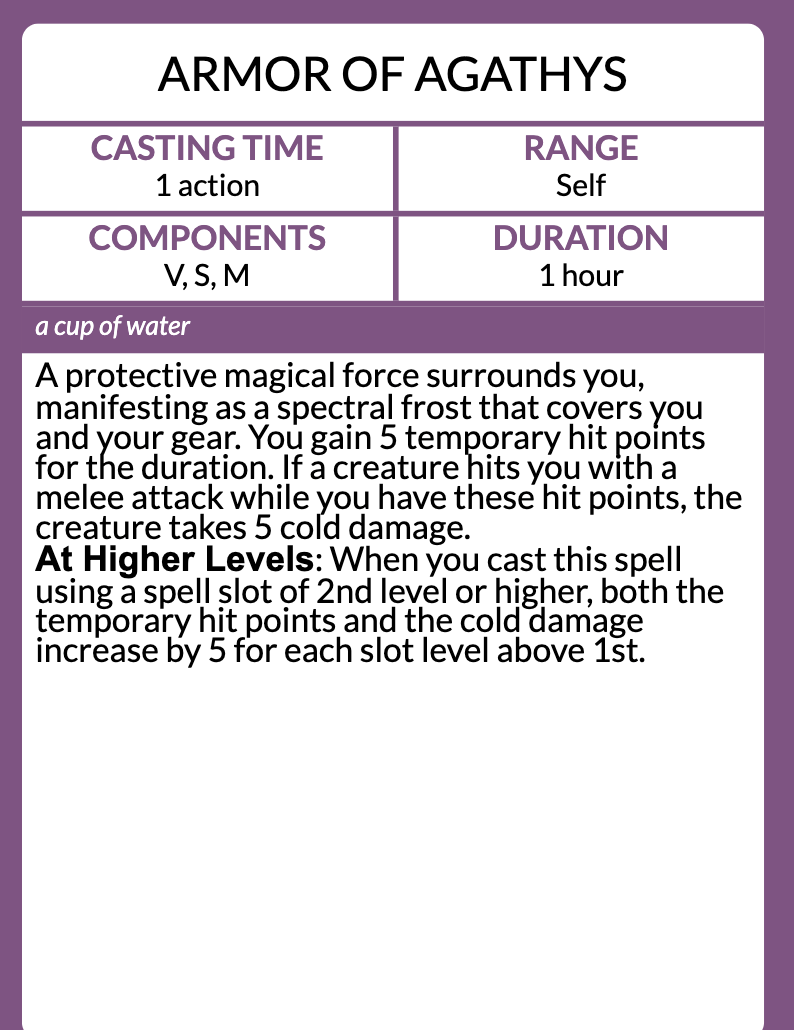 ARMOR OF AGATHYS
CASTING TIME
1 action
RANGE
Self
COMPONENTS
V, S, M
DURATION
1 hour
a cup of water
A protective magical force surrounds you,
manifesting as a spectral frost that covers you
and your gear. You gain 5 temporary hit points
for the duration. If a creature hits you with a
melee attack while you have these hit points, the
creature takes 5 cold damage.
At Higher Levels: When you cast this spell
using a spell slot of 2nd level or higher, both the
temporary hit points and the cold damage
increase by 5 for each slot level above 1st.